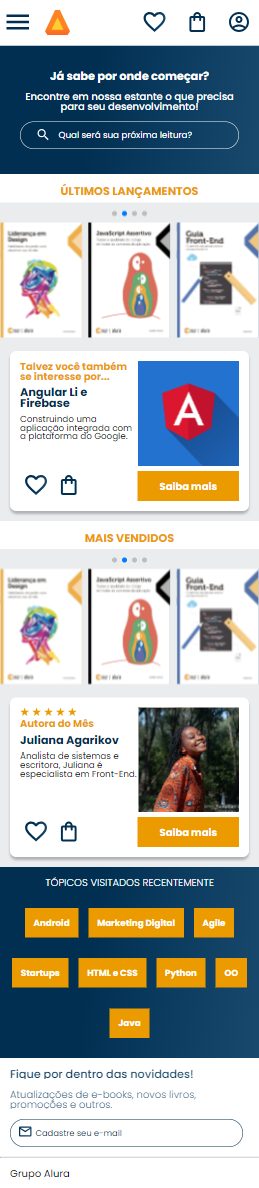 Já sabe por onde começar?
Encontre em nossa estante o que precisa
para seu desenvolvimento!
Qual será sua próxima leitura?
ÚLTIMOS LANÇAMENTOS
Liderança em
Design
JavaScript Assertivo
Guia
Front-End
Talvez você também
se interesse por...
Angular Li e
Firebase
Construindo uma
aplicação integrada com
a plataforma do Google.
Saiba mais
MAIS VENDIDOS
Liderança em
Design
JavaScript Assertivo
Guia
Front-End
Autora do Mês
Juliana Agarikov
Analista de sistemas e
escritora, Juliana é
especialista em Front-End.
Saiba mais
TÓPICOS VISITADOS RECENTEMENTE
Android Marketing Digital Agile
Startups HTML e CSS Python OO
Java
Fique por dentro das novidades!
Atualizações de e-books, novos livros,
promoções e outros.
Cadastre seu e-mail
Grupo Alura